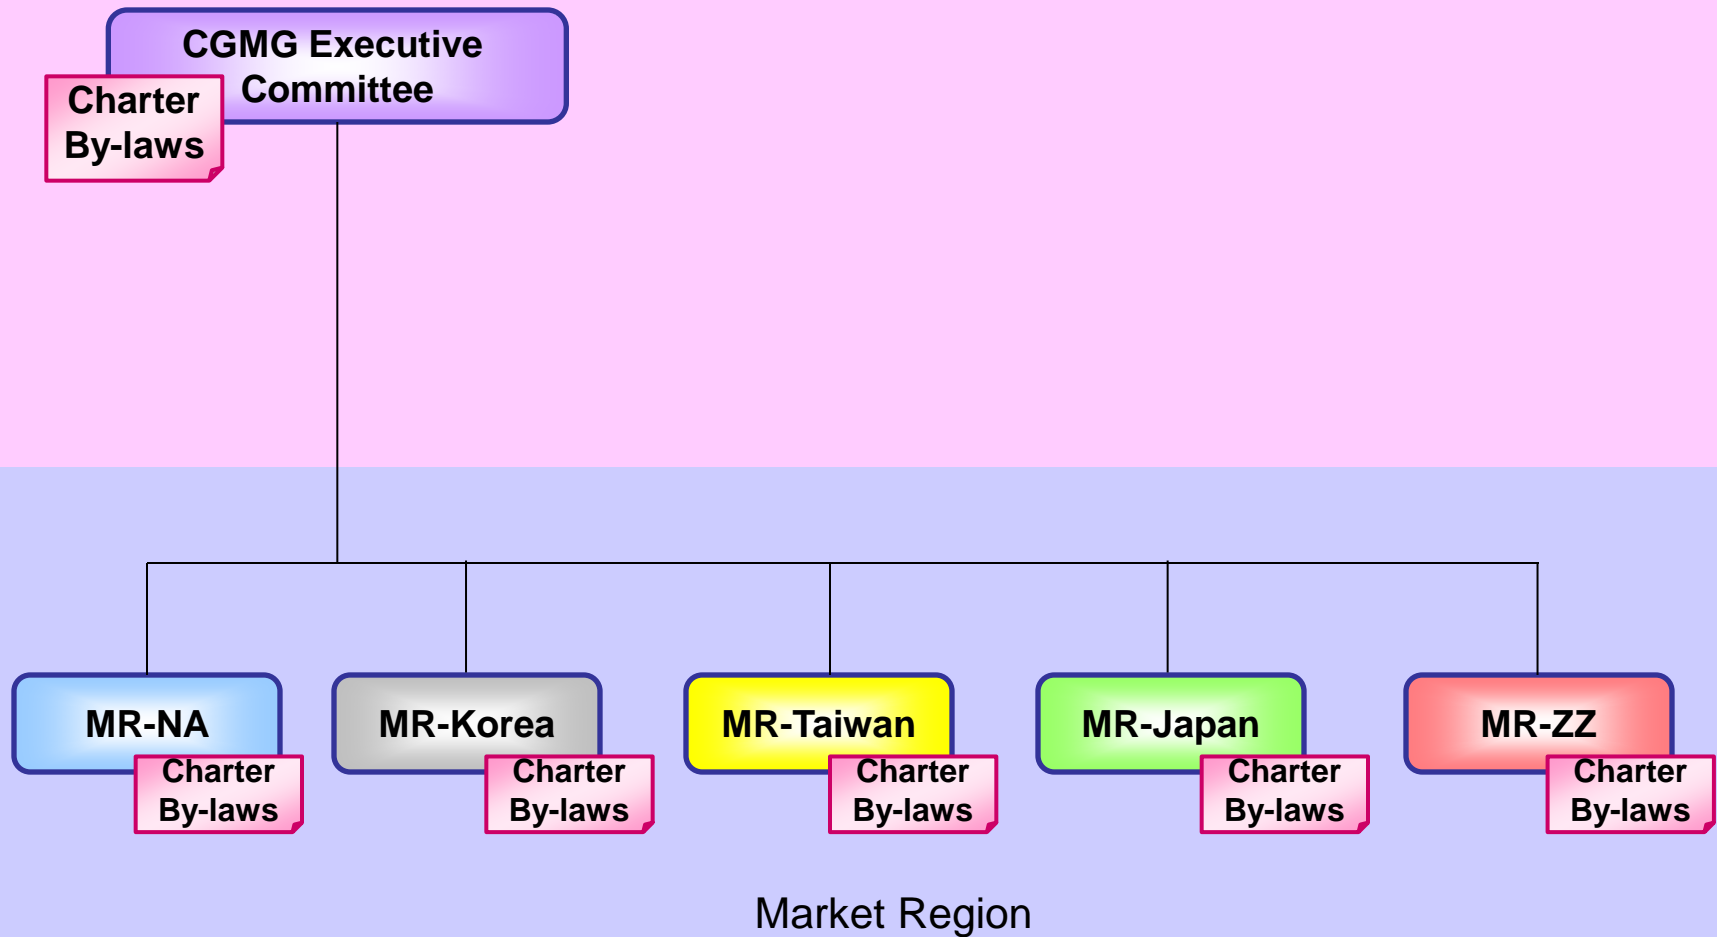 CGMG Executive
Committee
Charter
By-laws
MR-NA
MR-Korea
MR-Taiwan
MR-Japan
MR-ZZ
Charter
By-laws
Charter
By-laws
Charter
By-laws
Charter
By-laws
Charter
By-laws
Market Region